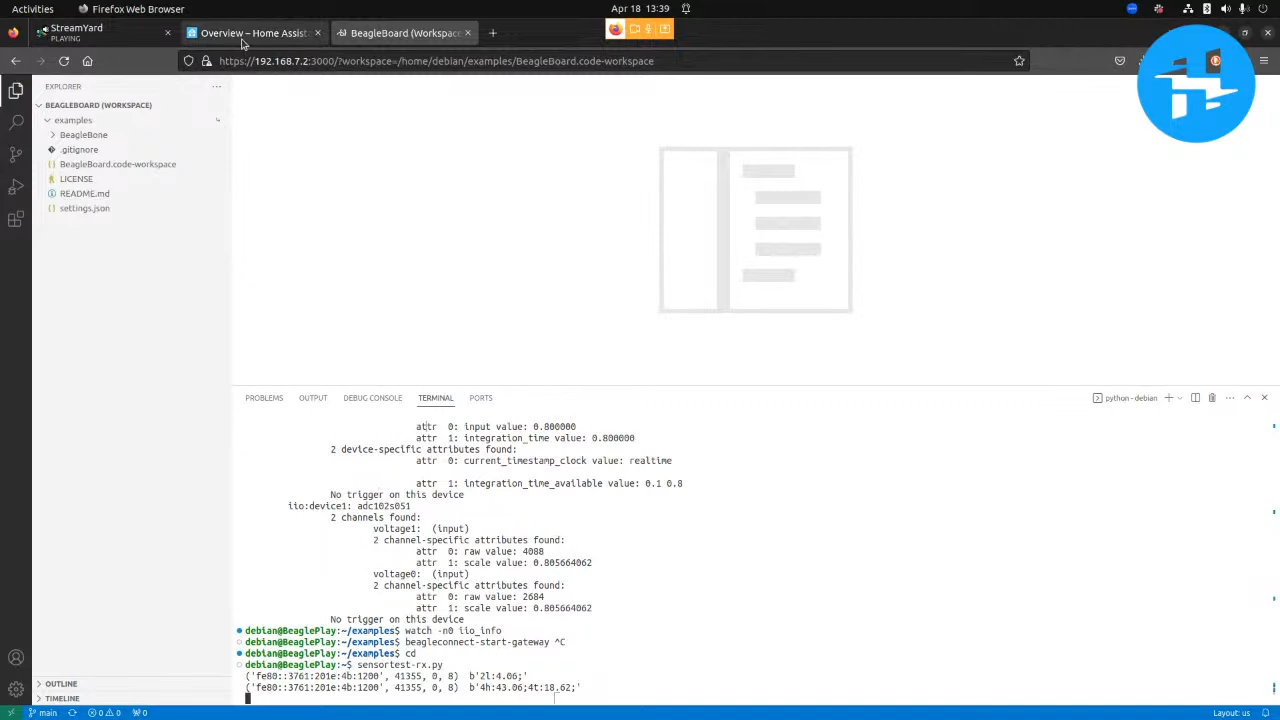 Activities
Firefox Web Browser
Apr 18 13:39
StreamYard
PLAYING
Overview – Home Assist
BeagleBoard (Workspace
https://192.168.7.2:3000/?workspace=/home/debian/examples/BeagleBoard.code-workspace
EXPLORER
BEAGLEBOARD (WORKSPACE)
examples
BeagleBone
.gitignore
BeagleBoard.code-workspace
LICENSE
README.md
settings.json
PROBLEMS
OUTPUT
DEBUG CONSOLE
TERMINAL
PORTS
python - debian
attr 0: input value: 0.800000
attr 1: integration_time value: 0.800000
2 device-specific attributes found:
attr 0: current_timestamp_clock value: realtime
attr 1: integration_time_available value: 0.1 0.8
No trigger on this device
iio:device1: adc102s051
2 channels found:
voltage1: (input)
2 channel-specific attributes found:
attr 0: raw value: 4088
attr 1: scale value: 0.805664062
voltage0: (input)
2 channel-specific attributes found:
attr 0: raw value: 2684
attr 1: scale value: 0.805664062
No trigger on this device
debian@BeaglePlay:~/examples$ watch -n0 iio_info
debian@BeaglePlay:~/examples$ beagleconnect-start-gateway ^C
debian@BeaglePlay:~/examples$ cd
debian@BeaglePlay:~$ sensortest-rx.py
('fe80::3761:201e:4b:1200', 41355, 0, 8) b'2l:4.06;'
('fe80::3761:201e:4b:1200', 41355, 0, 8) b'4h:43.06;4t:18.62;'
OUTLINE
TIMELINE
main
0
0
0
Layout: us